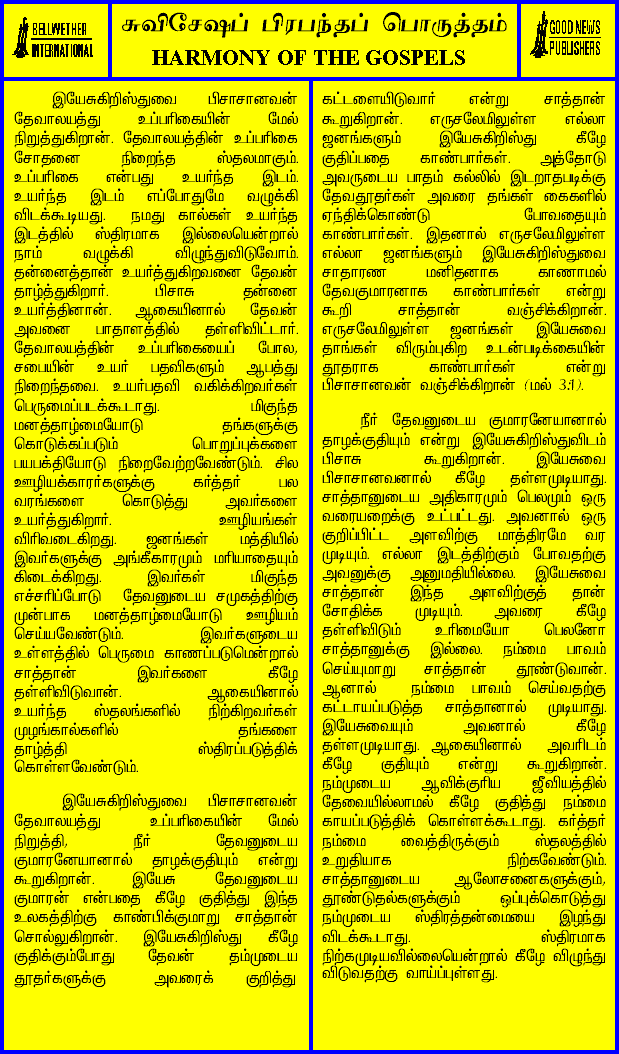 BELLWETHER
INTERNATIONAL
சுவிசேஷப் பிரபந்தப் பொருத்தம்
HARMONY OF THE GOSPELS
GOOD NEWS
PUBLISHERS
இயேசுகிறிஸ்துவை பிசாசானவன்
தேவாலயத்து உப்பரிகையின் மேல்
நிறுத்துகிறான். தேவாலயத்தின் உப்பரிகை
சோதனை நிறைந்த ஸ்தலமாகும்.
உப்பரிகை என்பது உயர்ந்த இடம்.
உயர்ந்த இடம் எப்போதுமே வழுக்கி
விடக்கூடியது. நமது கால்கள் உயர்ந்த
இடத்தில் ஸ்திரமாக இல்லையென்றால்
நாம் வழுக்கி விழுந்துவிடுவோம்.
தன்னைத்தான் உயர்த்துகிறவனை தேவன்
தாழ்த்துகிறார். பிசாசு தன்னை
உயர்த்தினான். ஆகையினால் தேவன்
அவனை பாதாளத்தில் தள்ளிவிட்டார்.
தேவாலயத்தின் உப்பரிகையைப் போல,
சபையின் உயர் பதவிகளும் ஆபத்து
நிறைந்தவை. உயர்பதவி வகிக்கிறவர்கள்
பெருமைப்படக்கூடாது. மிகுந்த
மனத்தாழ்மையோடு தங்களுக்கு
கொடுக்கப்படும் பொறுப்புக்களை
பயபக்தியோடு நிறைவேற்றவேண்டும். சில
ஊழியக்காரர்களுக்கு கர்த்தர் பல
வரங்களை கொடுத்து அவர்களை
உயர்த்துகிறார். ஊழியங்கள்
விரிவடைகிறது. ஜனங்கள் மத்தியில்
இவர்களுக்கு அங்கீகாரமும் மரியாதையும்
கிடைக்கிறது. இவர்கள் மிகுந்த
எச்சரிப்போடு தேவனுடைய சமுகத்திற்கு
முன்பாக மனத்தாழ்மையோடு ஊழியம்
செய்யவேண்டும். இவர்களுடைய
உள்ளத்தில் பெருமை காணப்படுமென்றால்
சாத்தான் இவர்களை கீழே
தள்ளிவிடுவான். ஆகையினால்
உயர்ந்த ஸ்தலங்களில் நிற்கிறவர்கள்
முழங்கால்களில் தங்களை
தாழ்த்தி ஸ்திரப்படுத்திக்
கொள்ளவேண்டும்.
இயேசுகிறிஸ்துவை பிசாசானவன்
தேவாலயத்து உப்பரிகையின் மேல்
நிறுத்தி, நீர் தேவனுடைய
குமாரனேயானால் தாழக்குதியும் என்று
கூறுகிறான். இயேசு தேவனுடைய
குமாரன் என்பதை கீழே குதித்து இந்த
உலகத்திற்கு காண்பிக்குமாறு சாத்தான்
சொல்லுகிறான். இயேசுகிறிஸ்து கீழே
குதிக்கும்போது தேவன் தம்முடைய
தூதர்களுக்கு அவரைக் குறித்து
கட்டளையிடுவார் என்று சாத்தான்
கூறுகிறான். எருசலேமிலுள்ள எல்லா
ஜனங்களும் இயேசுகிறிஸ்து கீழே
குதிப்பதை காண்பார்கள். அத்தோடு
அவருடைய பாதம் கல்லில் இடறாதபடிக்கு
தேவதூதர்கள் அவரை தங்கள் கைகளில்
ஏந்திக்கொண்டு போவதையும்
காண்பார்கள். இதனால் எருசலேமிலுள்ள
எல்லா ஜனங்களும் இயேசுகிறிஸ்துவை
சாதாரண மனிதனாக காணாமல்
தேவகுமாரனாக காண்பார்கள் என்று
கூறி சாத்தான் வஞ்சிக்கிறான்.
எருசலேமிலுள்ள ஜனங்கள் இயேசுவை
தாங்கள் விரும்புகிற உடன்படிக்கையின்
தூதராக காண்பார்கள் என்று
பிசாசானவன் வஞ்சிக்கிறான் (மல் 3:1).
நீர் தேவனுடைய குமாரனேயானால்
தாழக்குதியும் என்று இயேசுகிறிஸ்துவிடம்
பிசாசு கூறுகிறான். இயேசுவை
பிசாசானவனால் கீழே தள்ளமுடியாது.
சாத்தானுடைய அதிகாரமும் பெலமும் ஒரு
வரையறைக்கு உட்பட்டது. அவனால் ஒரு
குறிப்பிட்ட அளவிற்கு மாத்திரமே வர
முடியும். எல்லா இடத்திற்கும் போவதற்கு
அவனுக்கு அனுமதியில்லை. இயேசுவை
சாத்தான் இந்த அளவிற்குத் தான்
சோதிக்க முடியும். அவரை கீழே
தள்ளிவிடும் உரிமையோ பெலனோ
சாத்தானுக்கு இல்லை. நம்மை பாவம்
செய்யுமாறு சாத்தான் தூண்டுவான்.
ஆனால் நம்மை பாவம் செய்வதற்கு
கட்டாயப்படுத்த சாத்தானால் முடியாது.
இயேசுவையும் அவனால் கீழே
தள்ளமுடியாது. ஆகையினால் அவரிடம்
கீழே குதியும் என்று கூறுகிறான்.
நம்முடைய ஆவிக்குரிய ஜீவியத்தில்
தேவையில்லாமல் கீழே குதித்து நம்மை
காயப்படுத்திக் கொள்ளக்கூடாது. கர்த்தர்
நம்மை வைத்திருக்கும் ஸ்தலத்தில்
உறுதியாக நிற்கவேண்டும்.
சாத்தானுடைய ஆலோசனைகளுக்கும்,
தூண்டுதல்களுக்கும் ஒப்புக்கொடுத்து
நம்முடைய ஸ்திரத்தன்மையை இழந்து
விடக்கூடாது. ஸ்திரமாக
நிற்கமுடியவில்லையென்றால் கீழே விழுந்து
விடுவதற்கு வாய்ப்புள்ளது.